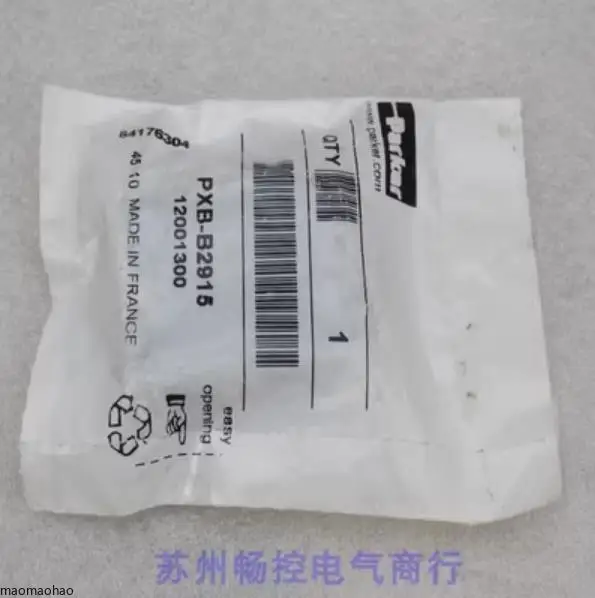 Parker
www.parker.com
QTY
1
PXB-B2915
12001300
84176304
45 10 MADE IN FRANCE
easy
opening
苏州畅控电气商行
maomaohao